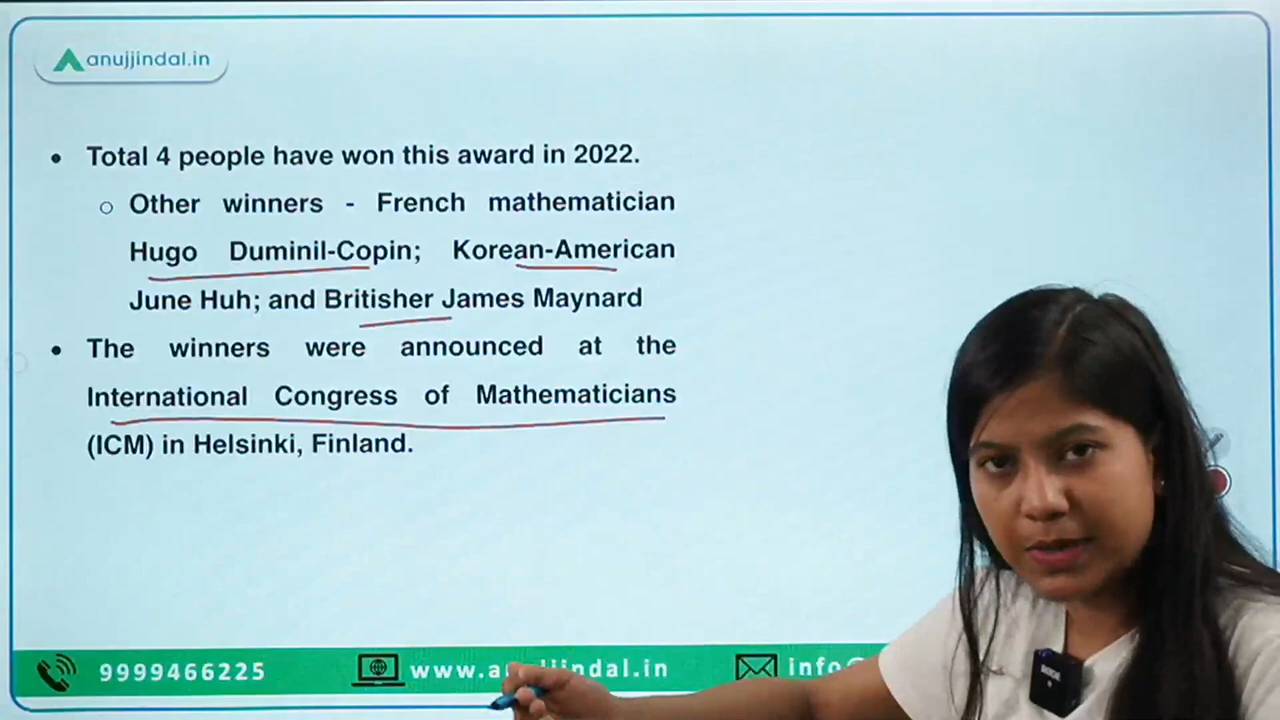 anujjindal.in
Total 4 people have won this award in 2022.
Other winners - French mathematician
Hugo Duminil-Copin; Korean-American
June Huh; and Britisher James Maynard
The winners were announced at the
International Congress of Mathematicians
(ICM) in Helsinki, Finland.
9999466225
jindal.in